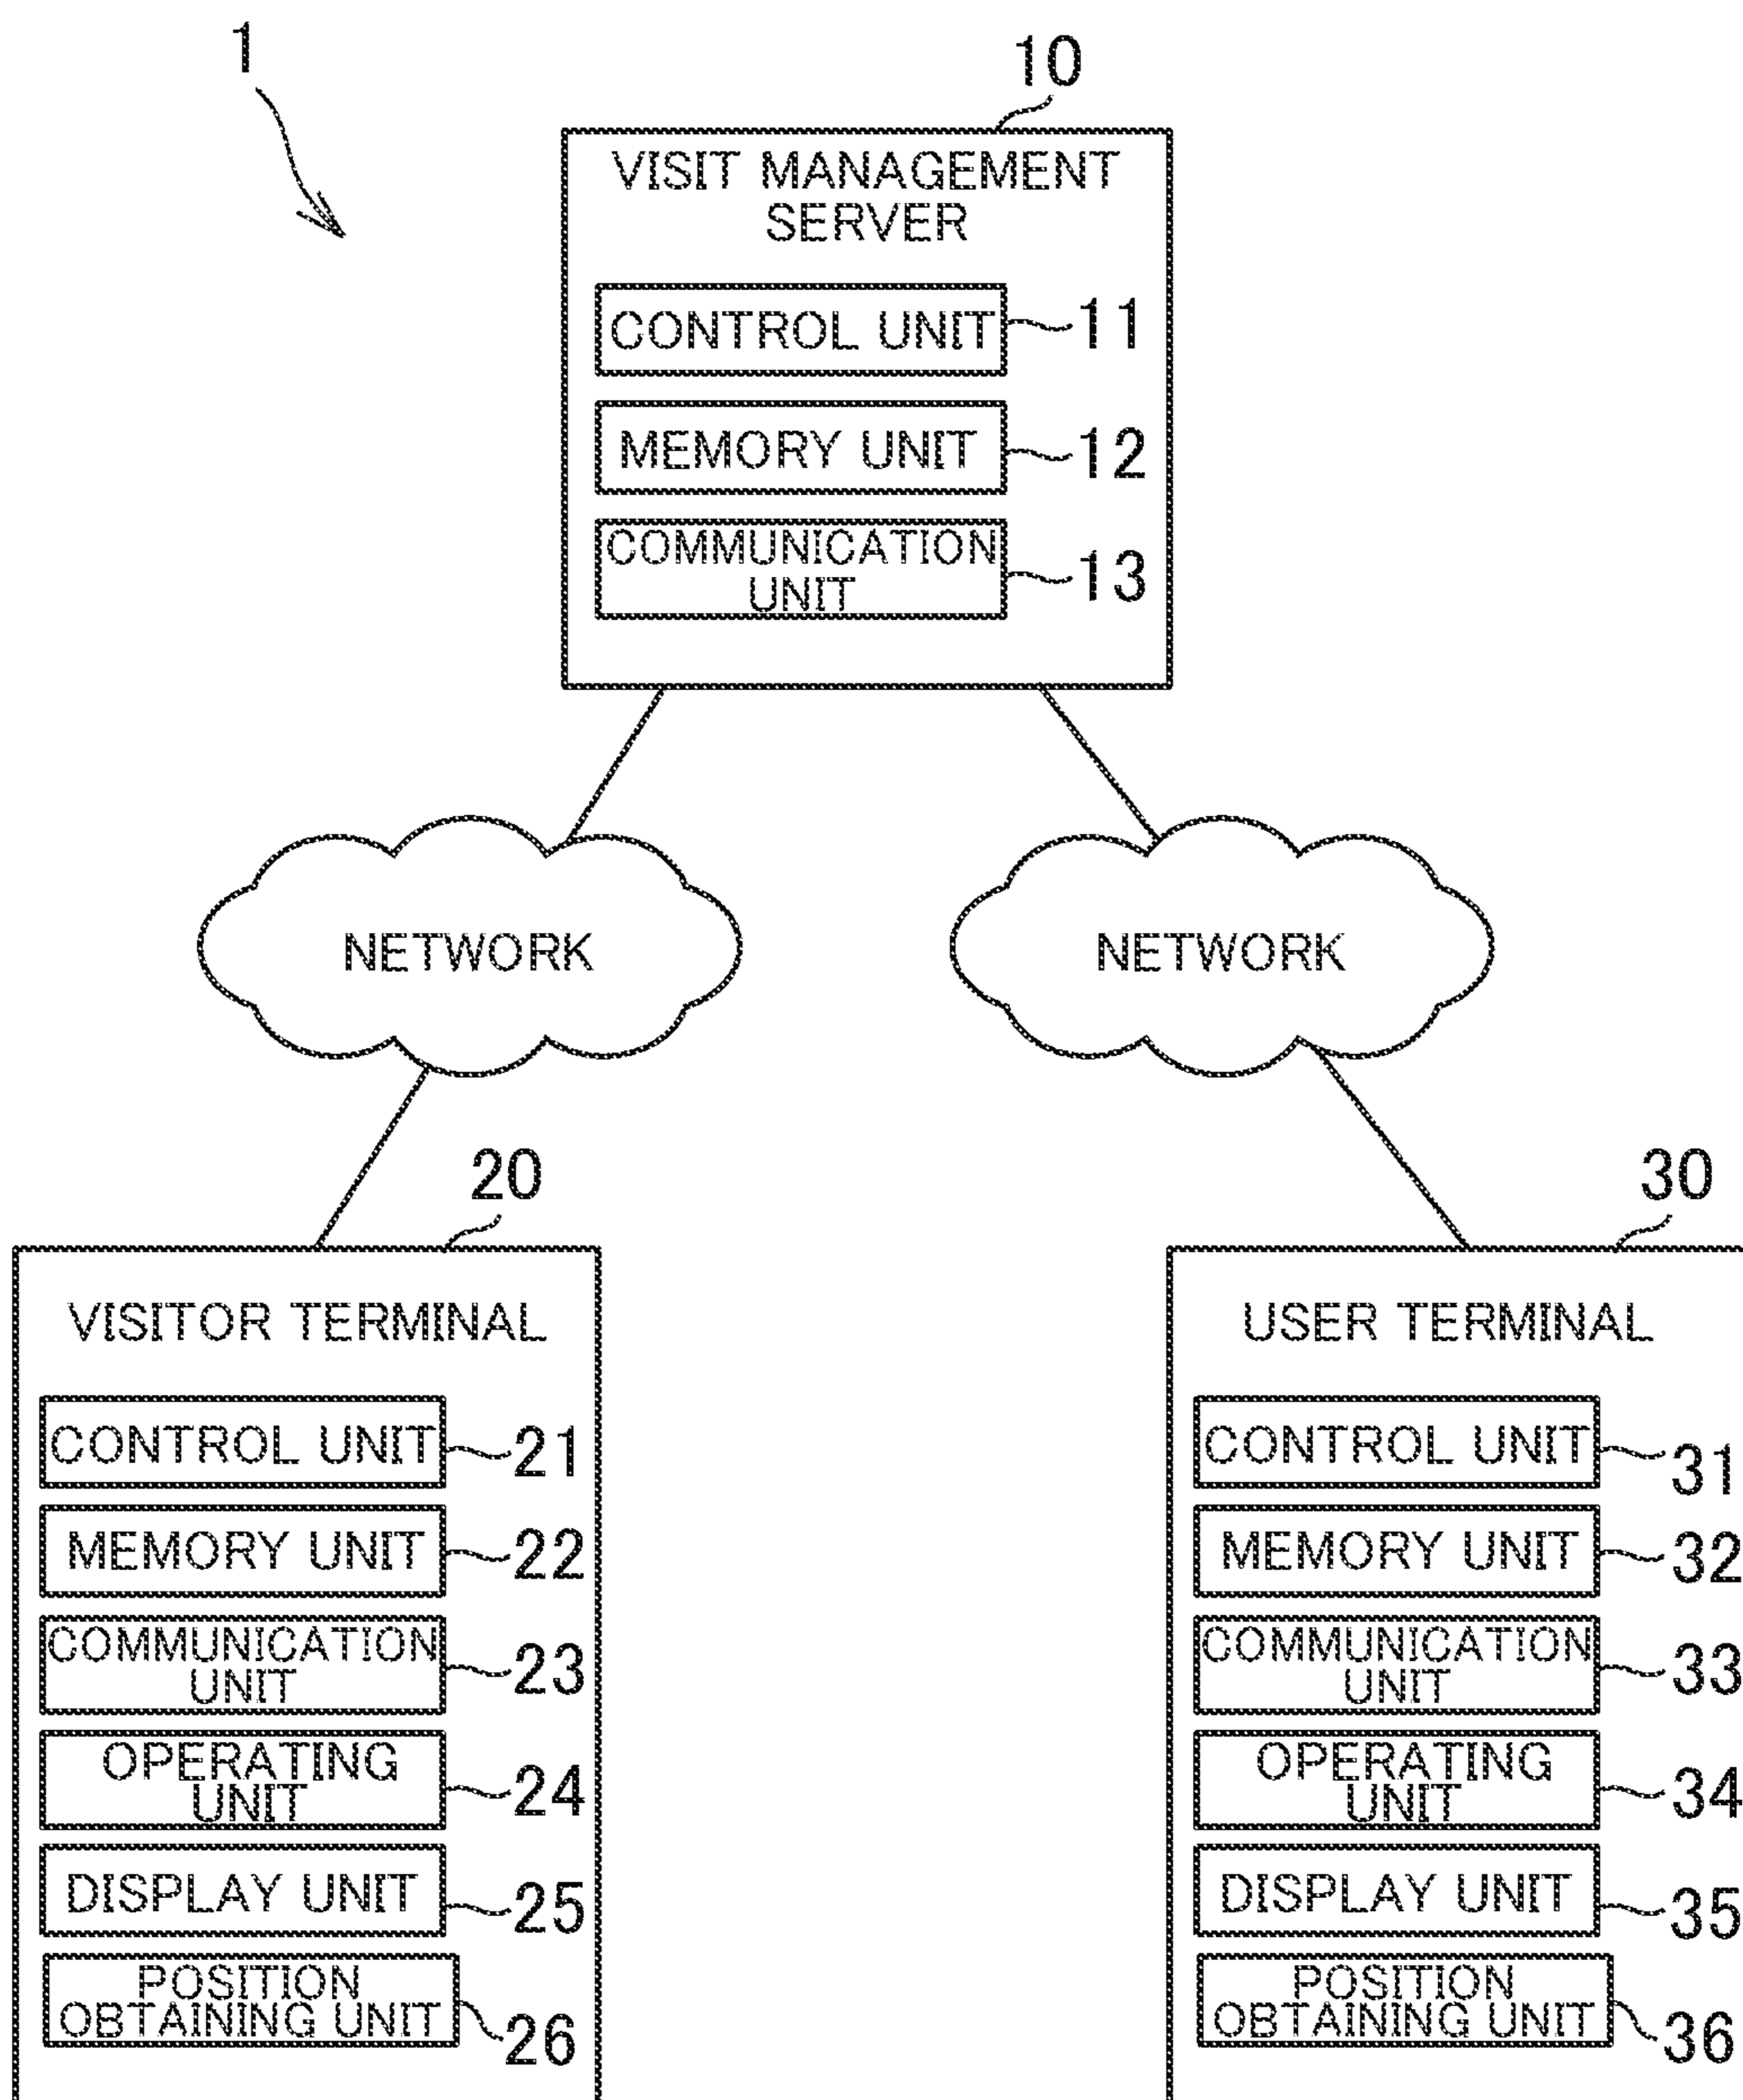 1
10
VISIT MANAGEMENT
SERVER
CONTROL UNIT
11
MEMORY UNIT
12
COMMUNICATION
UNIT
13
NETWORK
NETWORK
20
VISITOR TERMINAL
CONTROL UNIT
21
MEMORY UNIT
22
COMMUNICATION
UNIT
23
OPERATING
UNIT
24
DISPLAY UNIT
25
POSITION
OBTAINING UNIT
26
30
USER TERMINAL
CONTROL UNIT
31
MEMORY UNIT
32
COMMUNICATION
UNIT
33
OPERATING
UNIT
34
DISPLAY UNIT
35
POSITION
OBTAINING UNIT
36